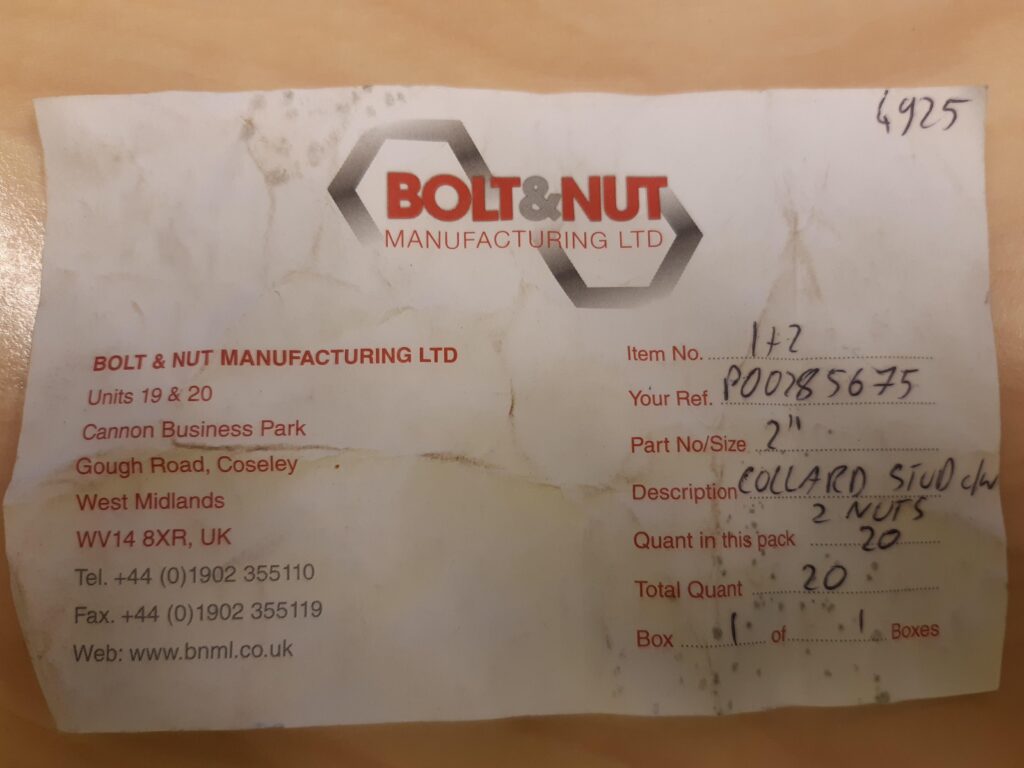 4925
BOLT&NUT
MANUFACTURING LTD
BOLT & NUT MANUFACTURING LTD
Units 19 & 20
Cannon Business Park
Gough Road, Coseley
West Midlands
WV14 8XR, UK
Tel. +44 (0)1902 355110
Fax. +44 (0)1902 355119
Web: www.bnml.co.uk
Item No. 1+2
Your Ref. P00285675
Part No/Size 2"
Description COLLARD STUD c/w
2 NUTS
Quant in this pack 20
Total Quant 20
Box 1 of 1 Boxes